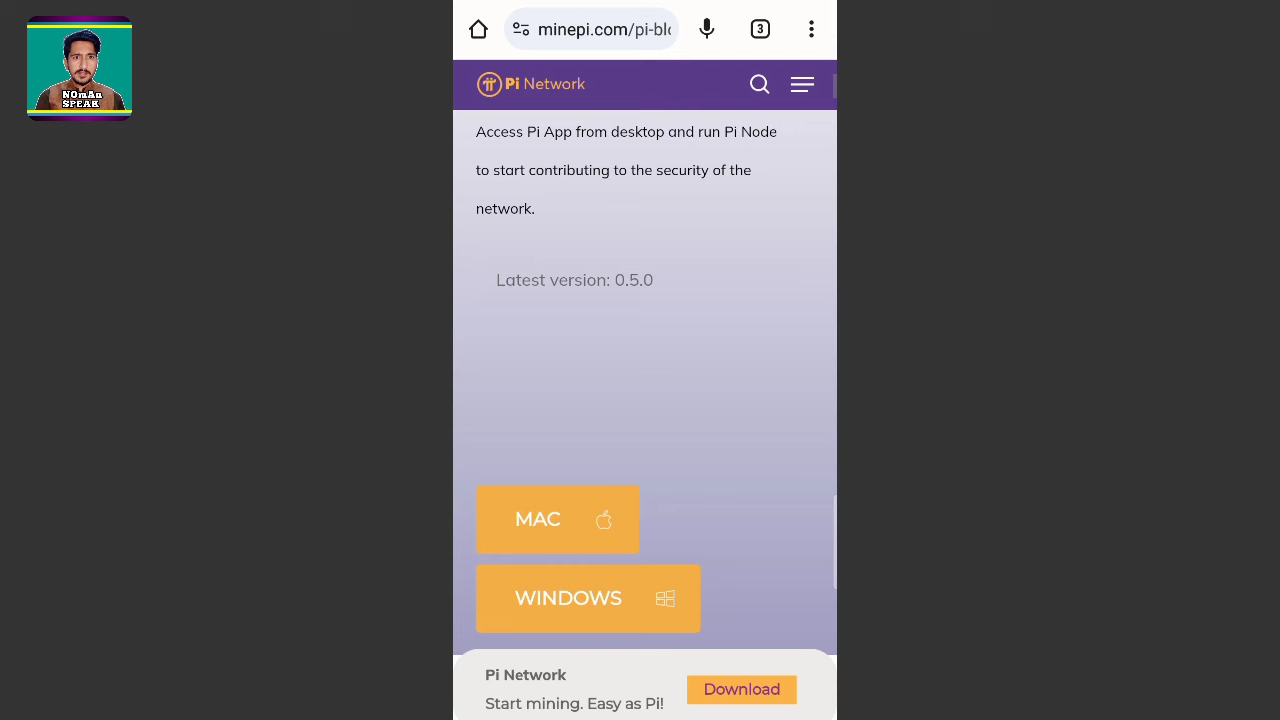 NOmAn
SPEAK
minepi.com/pi-blo
3
Pi Network
Access Pi App from desktop and run Pi Node
to start contributing to the security of the
network.
Latest version: 0.5.0
MAC
WINDOWS
Pi Network
Start mining. Easy as Pi!
Download